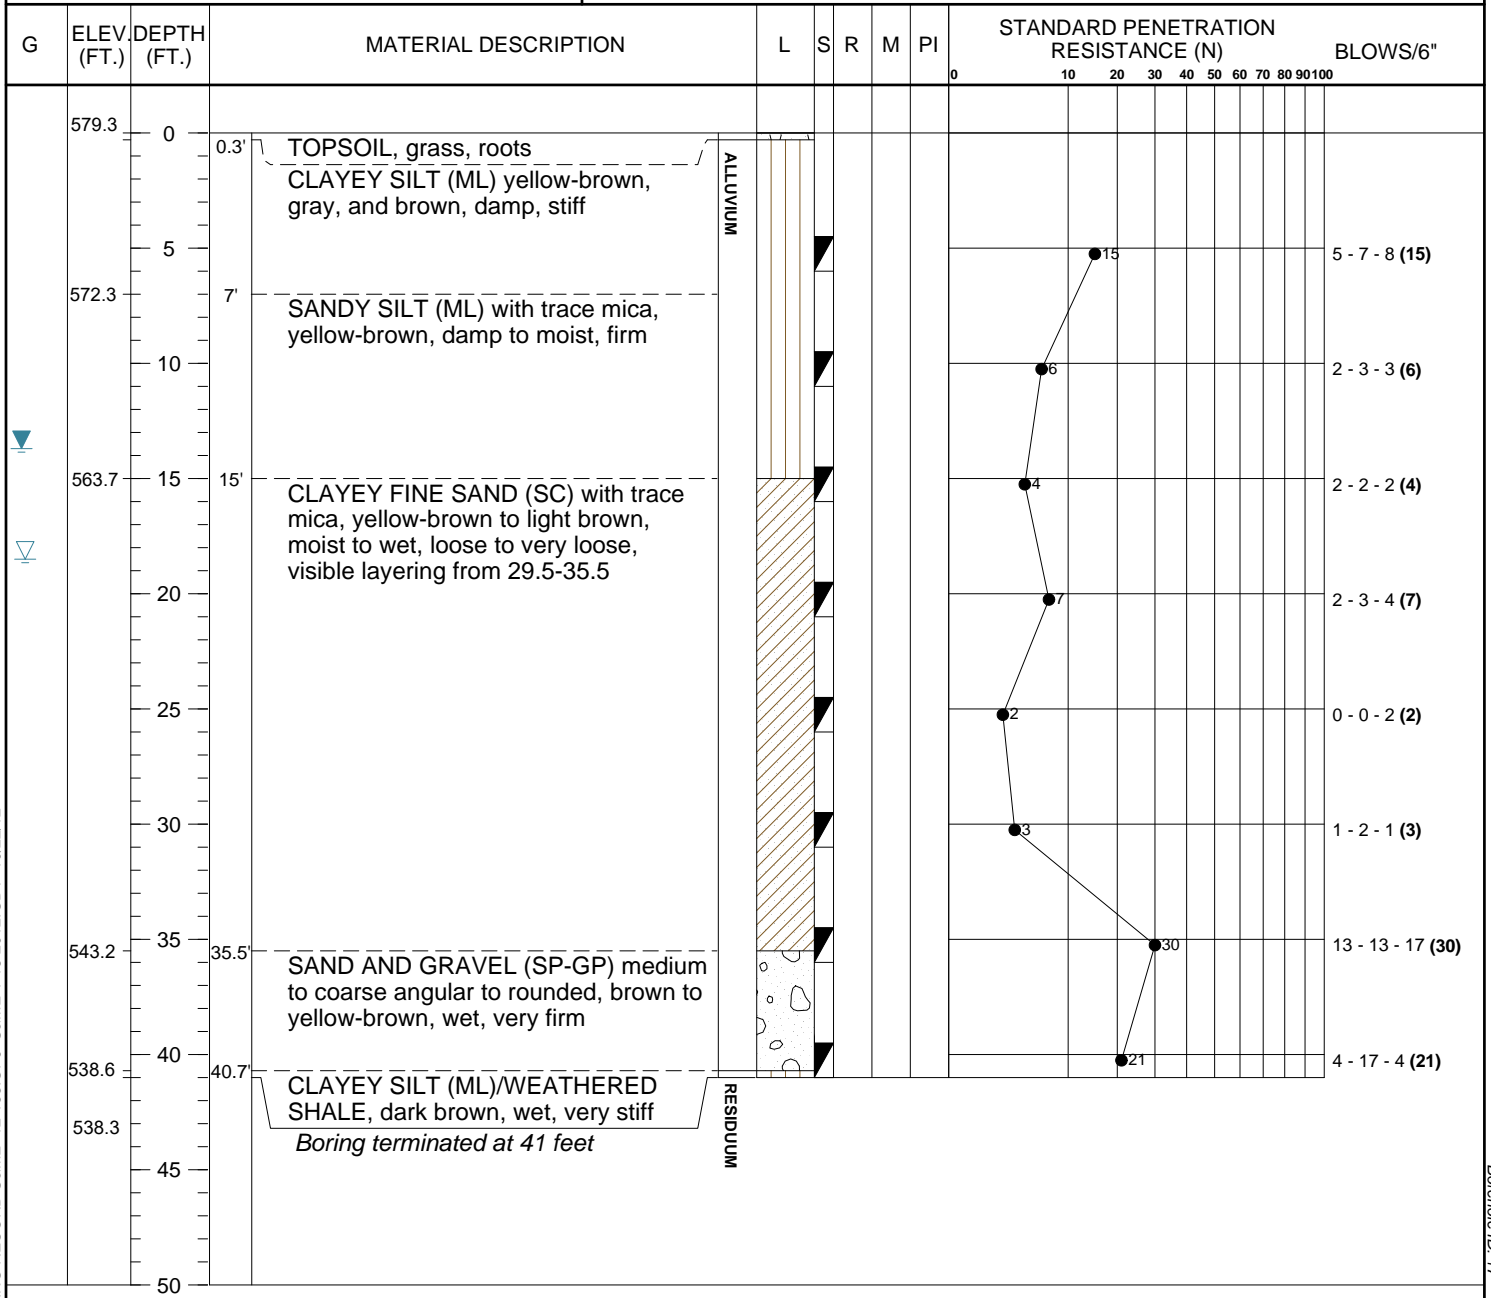 G
ELEV. (FT.)
DEPTH (FT.)
MATERIAL DESCRIPTION
L
S
R
M
PI
STANDARD PENETRATION
RESISTANCE (N)
0 10 20 30 40 50 60 70 80 90 100
BLOWS/6"
579.3
0
0.3'
TOPSOIL, grass, roots
CLAYEY SILT (ML) yellow-brown,
gray, and brown, damp, stiff
ALLUVIUM
5
15
5 - 7 - 8 (15)
572.3
7'
SANDY SILT (ML) with trace mica,
yellow-brown, damp to moist, firm
10
6
2 - 3 - 3 (6)
563.7
15
15'
CLAYEY FINE SAND (SC) with trace
mica, yellow-brown to light brown,
moist to wet, loose to very loose,
visible layering from 29.5-35.5
4
2 - 2 - 2 (4)
20
7
2 - 3 - 4 (7)
25
2
0 - 0 - 2 (2)
30
3
1 - 2 - 1 (3)
35
30
13 - 13 - 17 (30)
543.2
35.5'
SAND AND GRAVEL (SP-GP) medium
to coarse angular to rounded, brown to
yellow-brown, wet, very firm
40
21
4 - 17 - 4 (21)
538.6
40.7'
CLAYEY SILT (ML)/WEATHERED
SHALE, dark brown, wet, very stiff
RESIDUUM
538.3
Boring terminated at 41 feet
45
50